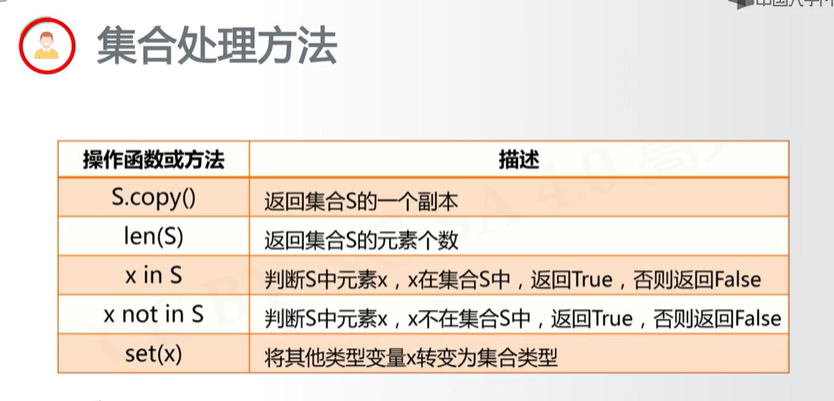 集合处理方法
操作函数或方法 描述
S.copy() 返回集合S的一个副本
len(S) 返回集合S的元素个数
x in S 判断S中元素x，x在集合S中，返回True，否则返回False
x not in S 判断S中元素x，x不在集合S中，返回True，否则返回False
set(x) 将其他类型变量x转变为集合类型